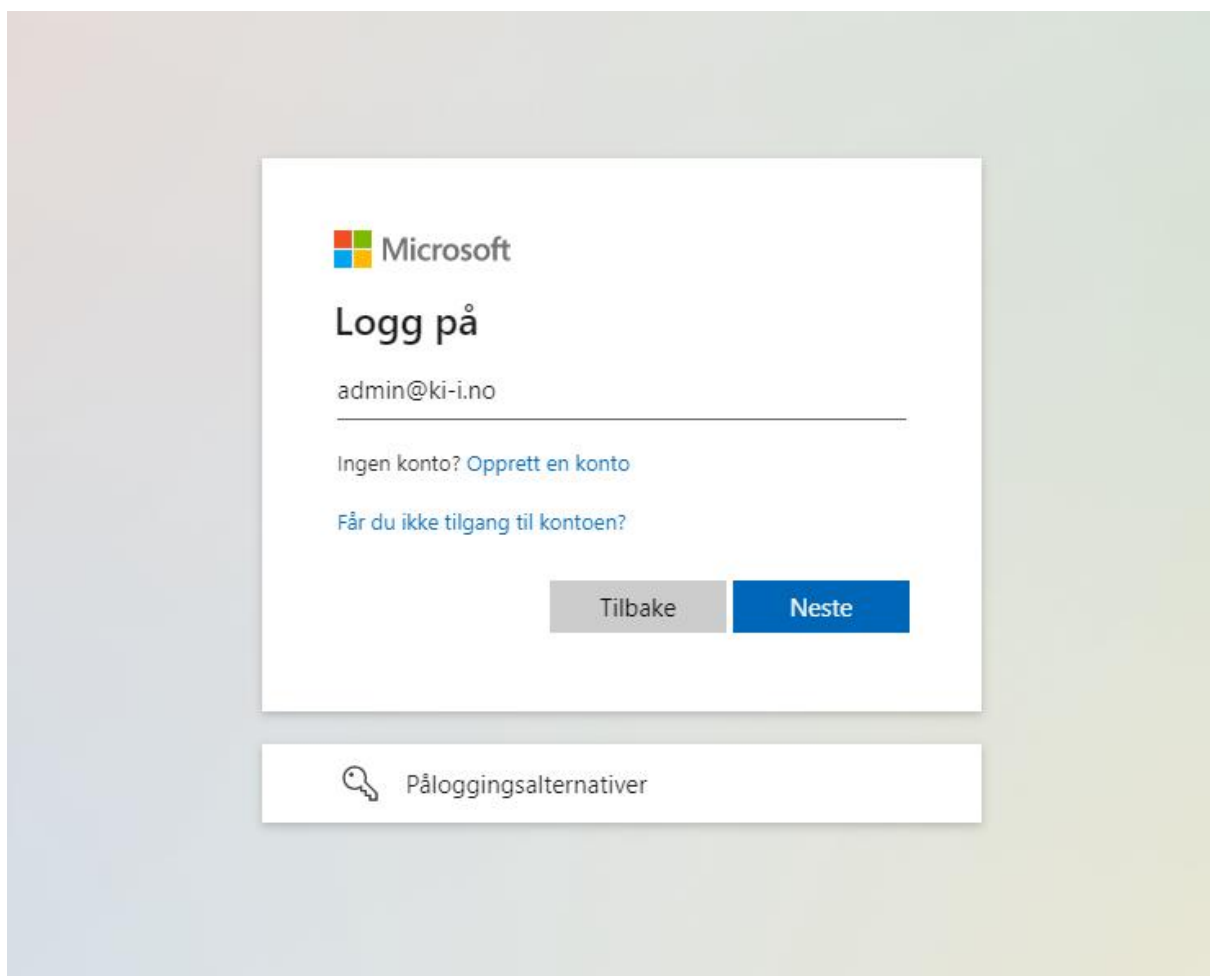 Microsoft
Logg på
admin@ki-i.no
Ingen konto? Opprett en konto
Får du ikke tilgang til kontoen?
Tilbake Neste
Påloggingsalternativer